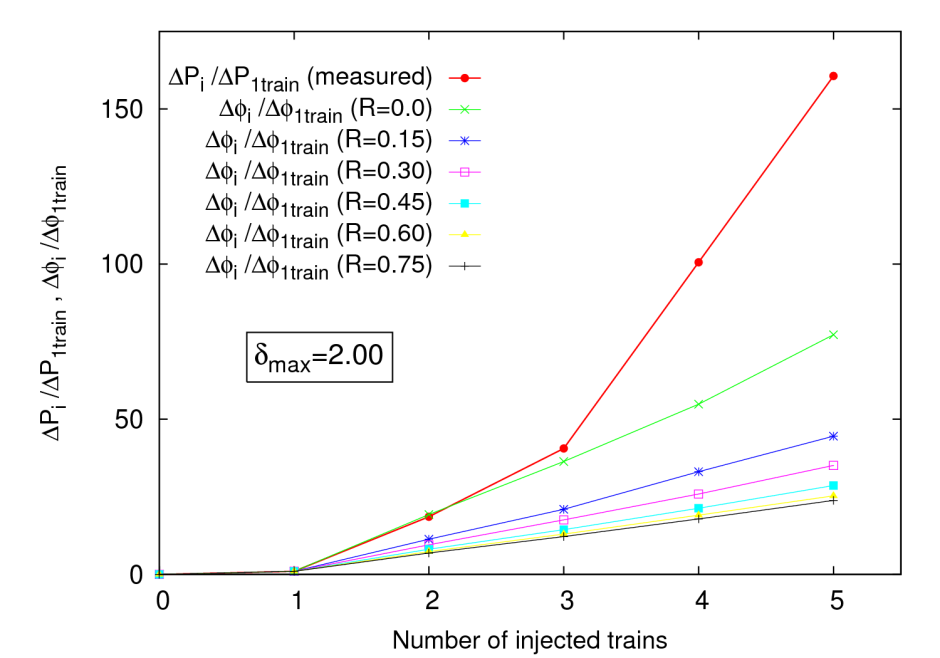 ΔP_i /ΔP_1train (measured)
Δϕ_i /Δϕ_1train (R=0.0)
Δϕ_i /Δϕ_1train (R=0.15)
Δϕ_i /Δϕ_1train (R=0.30)
Δϕ_i /Δϕ_1train (R=0.45)
Δϕ_i /Δϕ_1train (R=0.60)
Δϕ_i /Δϕ_1train (R=0.75)
δ_max=2.00
150
100
50
0
ΔP_i /ΔP_1train , Δϕ_i /Δϕ_1train
0 1 2 3 4 5
Number of injected trains